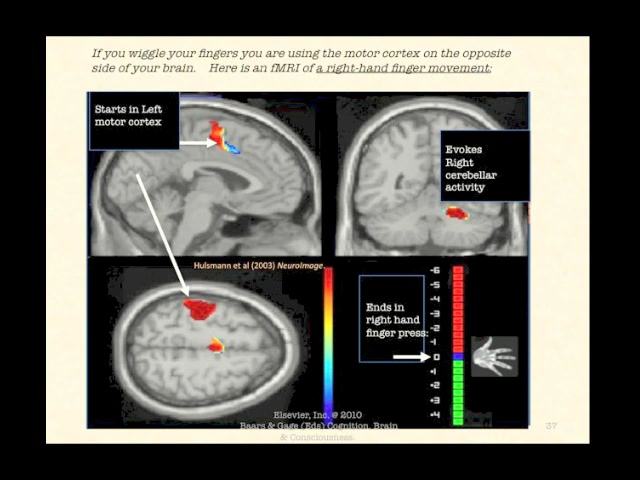 If you wiggle your fingers you are using the motor cortex on the opposite
side of your brain. Here is an fMRI of a right-hand finger movement:
Starts in Left
motor cortex
Evokes
Right
cerebellar
activity
Hulsmann et al (2003) NeuroImage
Ends in
right hand
finger press:
-6
-5
-4
-3
-2
-1
0
+1
+2
+3
+4
Elsevier, Inc. @ 2010
Baars & Gage (Eds) Cognition, Brain
& Consciousness.
37